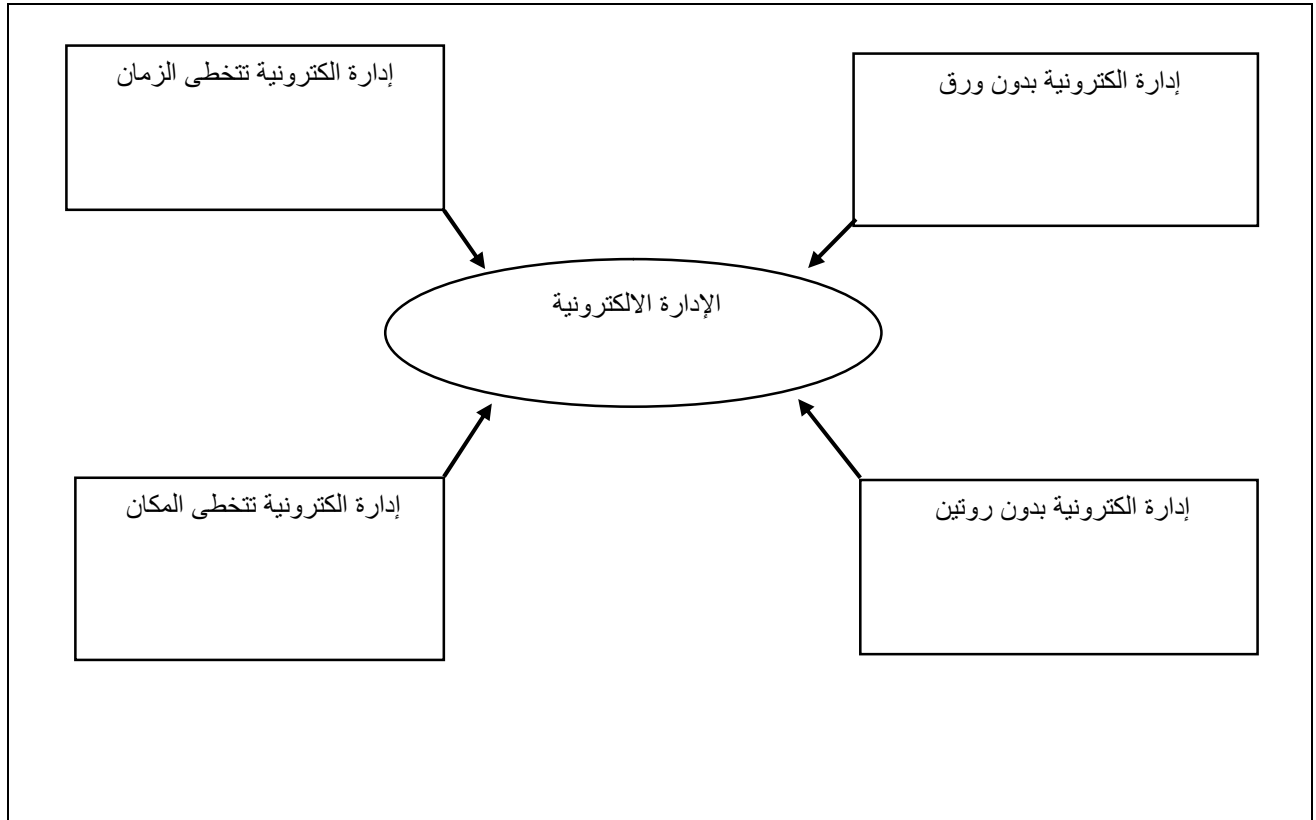 إدارة الكترونية بدون ورق
إدارة الكترونية تتخطى الزمان
الإدارة الالكترونية
إدارة الكترونية بدون روتين
إدارة الكترونية تتخطى المكان